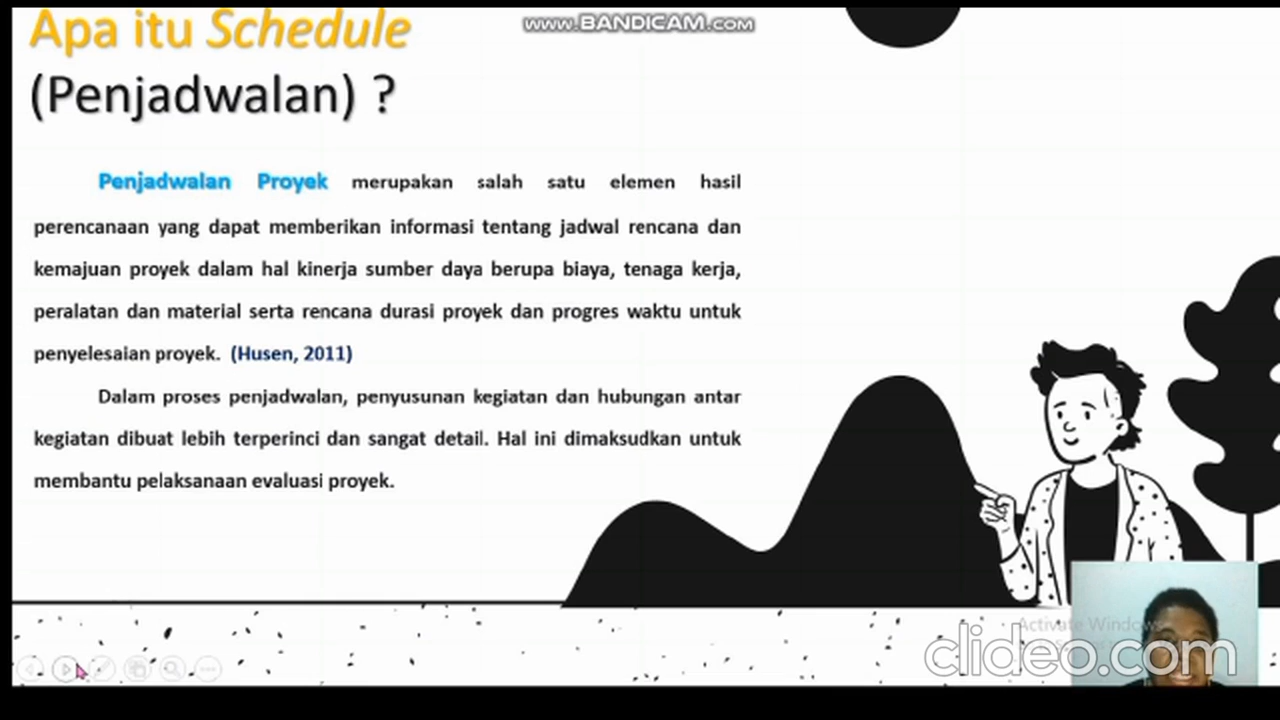 www.BANDICAM.com
Apa itu Schedule
(Penjadwalan) ?
Penjadwalan Proyek merupakan salah satu elemen hasil
perencanaan yang dapat memberikan informasi tentang jadwal rencana dan
kemajuan proyek dalam hal kinerja sumber daya berupa biaya, tenaga kerja,
peralatan dan material serta rencana durasi proyek dan progres waktu untuk
penyelesaian proyek. (Husen, 2011)
Dalam proses penjadwalan, penyusunan kegiatan dan hubungan antar
kegiatan dibuat lebih terperinci dan sangat detail. Hal ini dimaksudkan untuk
membantu pelaksanaan evaluasi proyek.
Activate Windows
clideo.com